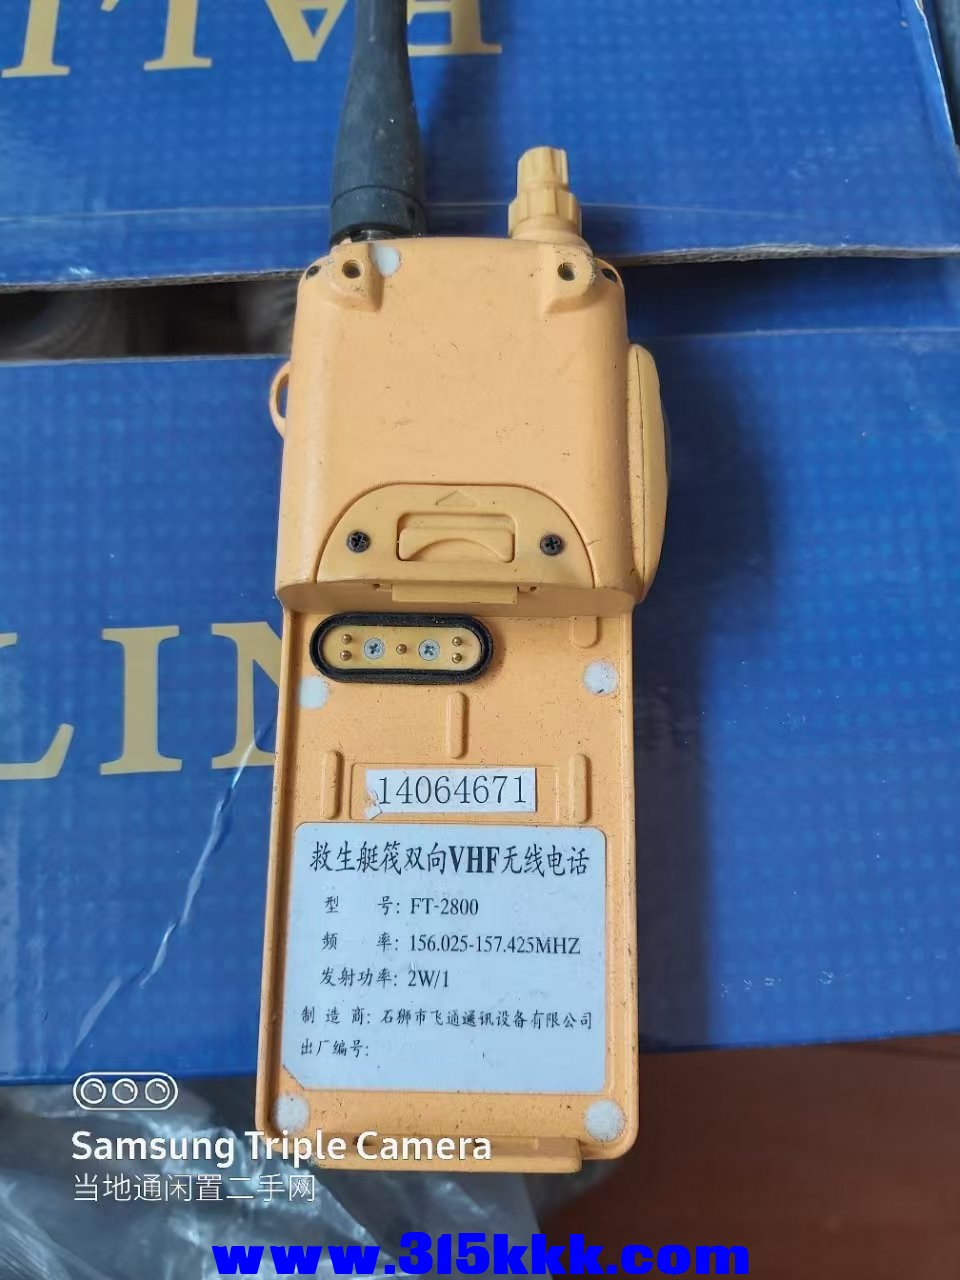 FALI
LIN
14064671
救生艇筏双向VHF无线电话
型 号: FT-2800
频 率: 156.025-157.425MHZ
发射功率: 2W/1
制 造 商: 石狮市飞通通讯设备有限公司
出厂编号:
Samsung Triple Camera
当地通闲置二手网
www.315kkk.com